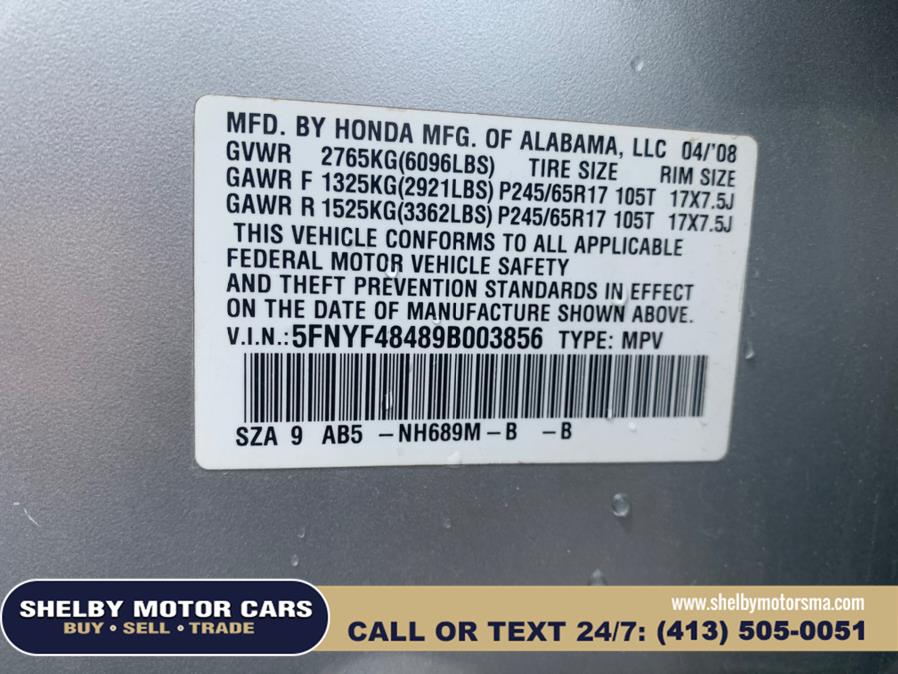 MFD. BY HONDA MFG. OF ALABAMA, LLC 04/'08
GVWR 2765KG(6096LBS) TIRE SIZE RIM SIZE
GAWR F 1325KG(2921LBS) P245/65R17 105T 17X7.5J
GAWR R 1525KG(3362LBS) P245/65R17 105T 17X7.5J
THIS VEHICLE CONFORMS TO ALL APPLICABLE
FEDERAL MOTOR VEHICLE SAFETY
AND THEFT PREVENTION STANDARDS IN EFFECT
ON THE DATE OF MANUFACTURE SHOWN ABOVE.
V.I.N.:5FNYF48489B003856 TYPE: MPV
SZA 9 AB5 -NH689M-B -B
SHELBY MOTOR CARS
BUY • SELL • TRADE
www.shelbymotorsma.com
CALL OR TEXT 24/7: (413) 505-0051